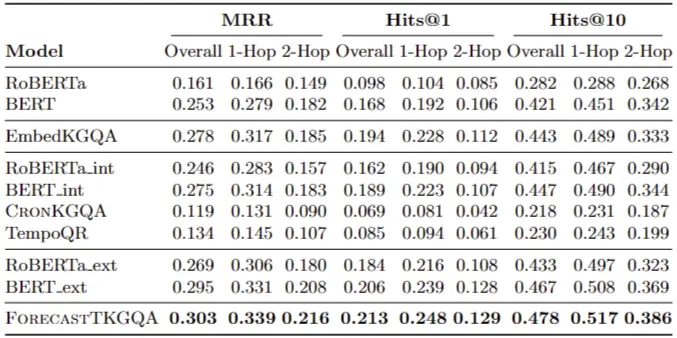 MRR Hits@1 Hits@10
Model Overall 1-Hop 2-Hop Overall 1-Hop 2-Hop Overall 1-Hop 2-Hop
RoBERTa 0.161 0.166 0.149 0.098 0.104 0.085 0.282 0.288 0.268
BERT 0.253 0.279 0.182 0.168 0.192 0.106 0.421 0.451 0.342
EmbedKGQA 0.278 0.317 0.185 0.194 0.228 0.112 0.443 0.489 0.333
RoBERTa_int 0.246 0.283 0.157 0.162 0.190 0.094 0.415 0.467 0.290
BERT_int 0.275 0.314 0.183 0.189 0.223 0.107 0.447 0.490 0.344
CRONKGQA 0.119 0.131 0.090 0.069 0.081 0.042 0.218 0.231 0.187
TempoQR 0.134 0.145 0.107 0.085 0.094 0.061 0.230 0.243 0.199
RoBERTa_ext 0.269 0.306 0.180 0.184 0.216 0.108 0.433 0.497 0.323
BERT_ext 0.295 0.331 0.208 0.206 0.239 0.128 0.467 0.508 0.369
FORECASTTKGQA 0.303 0.339 0.216 0.213 0.248 0.129 0.478 0.517 0.386